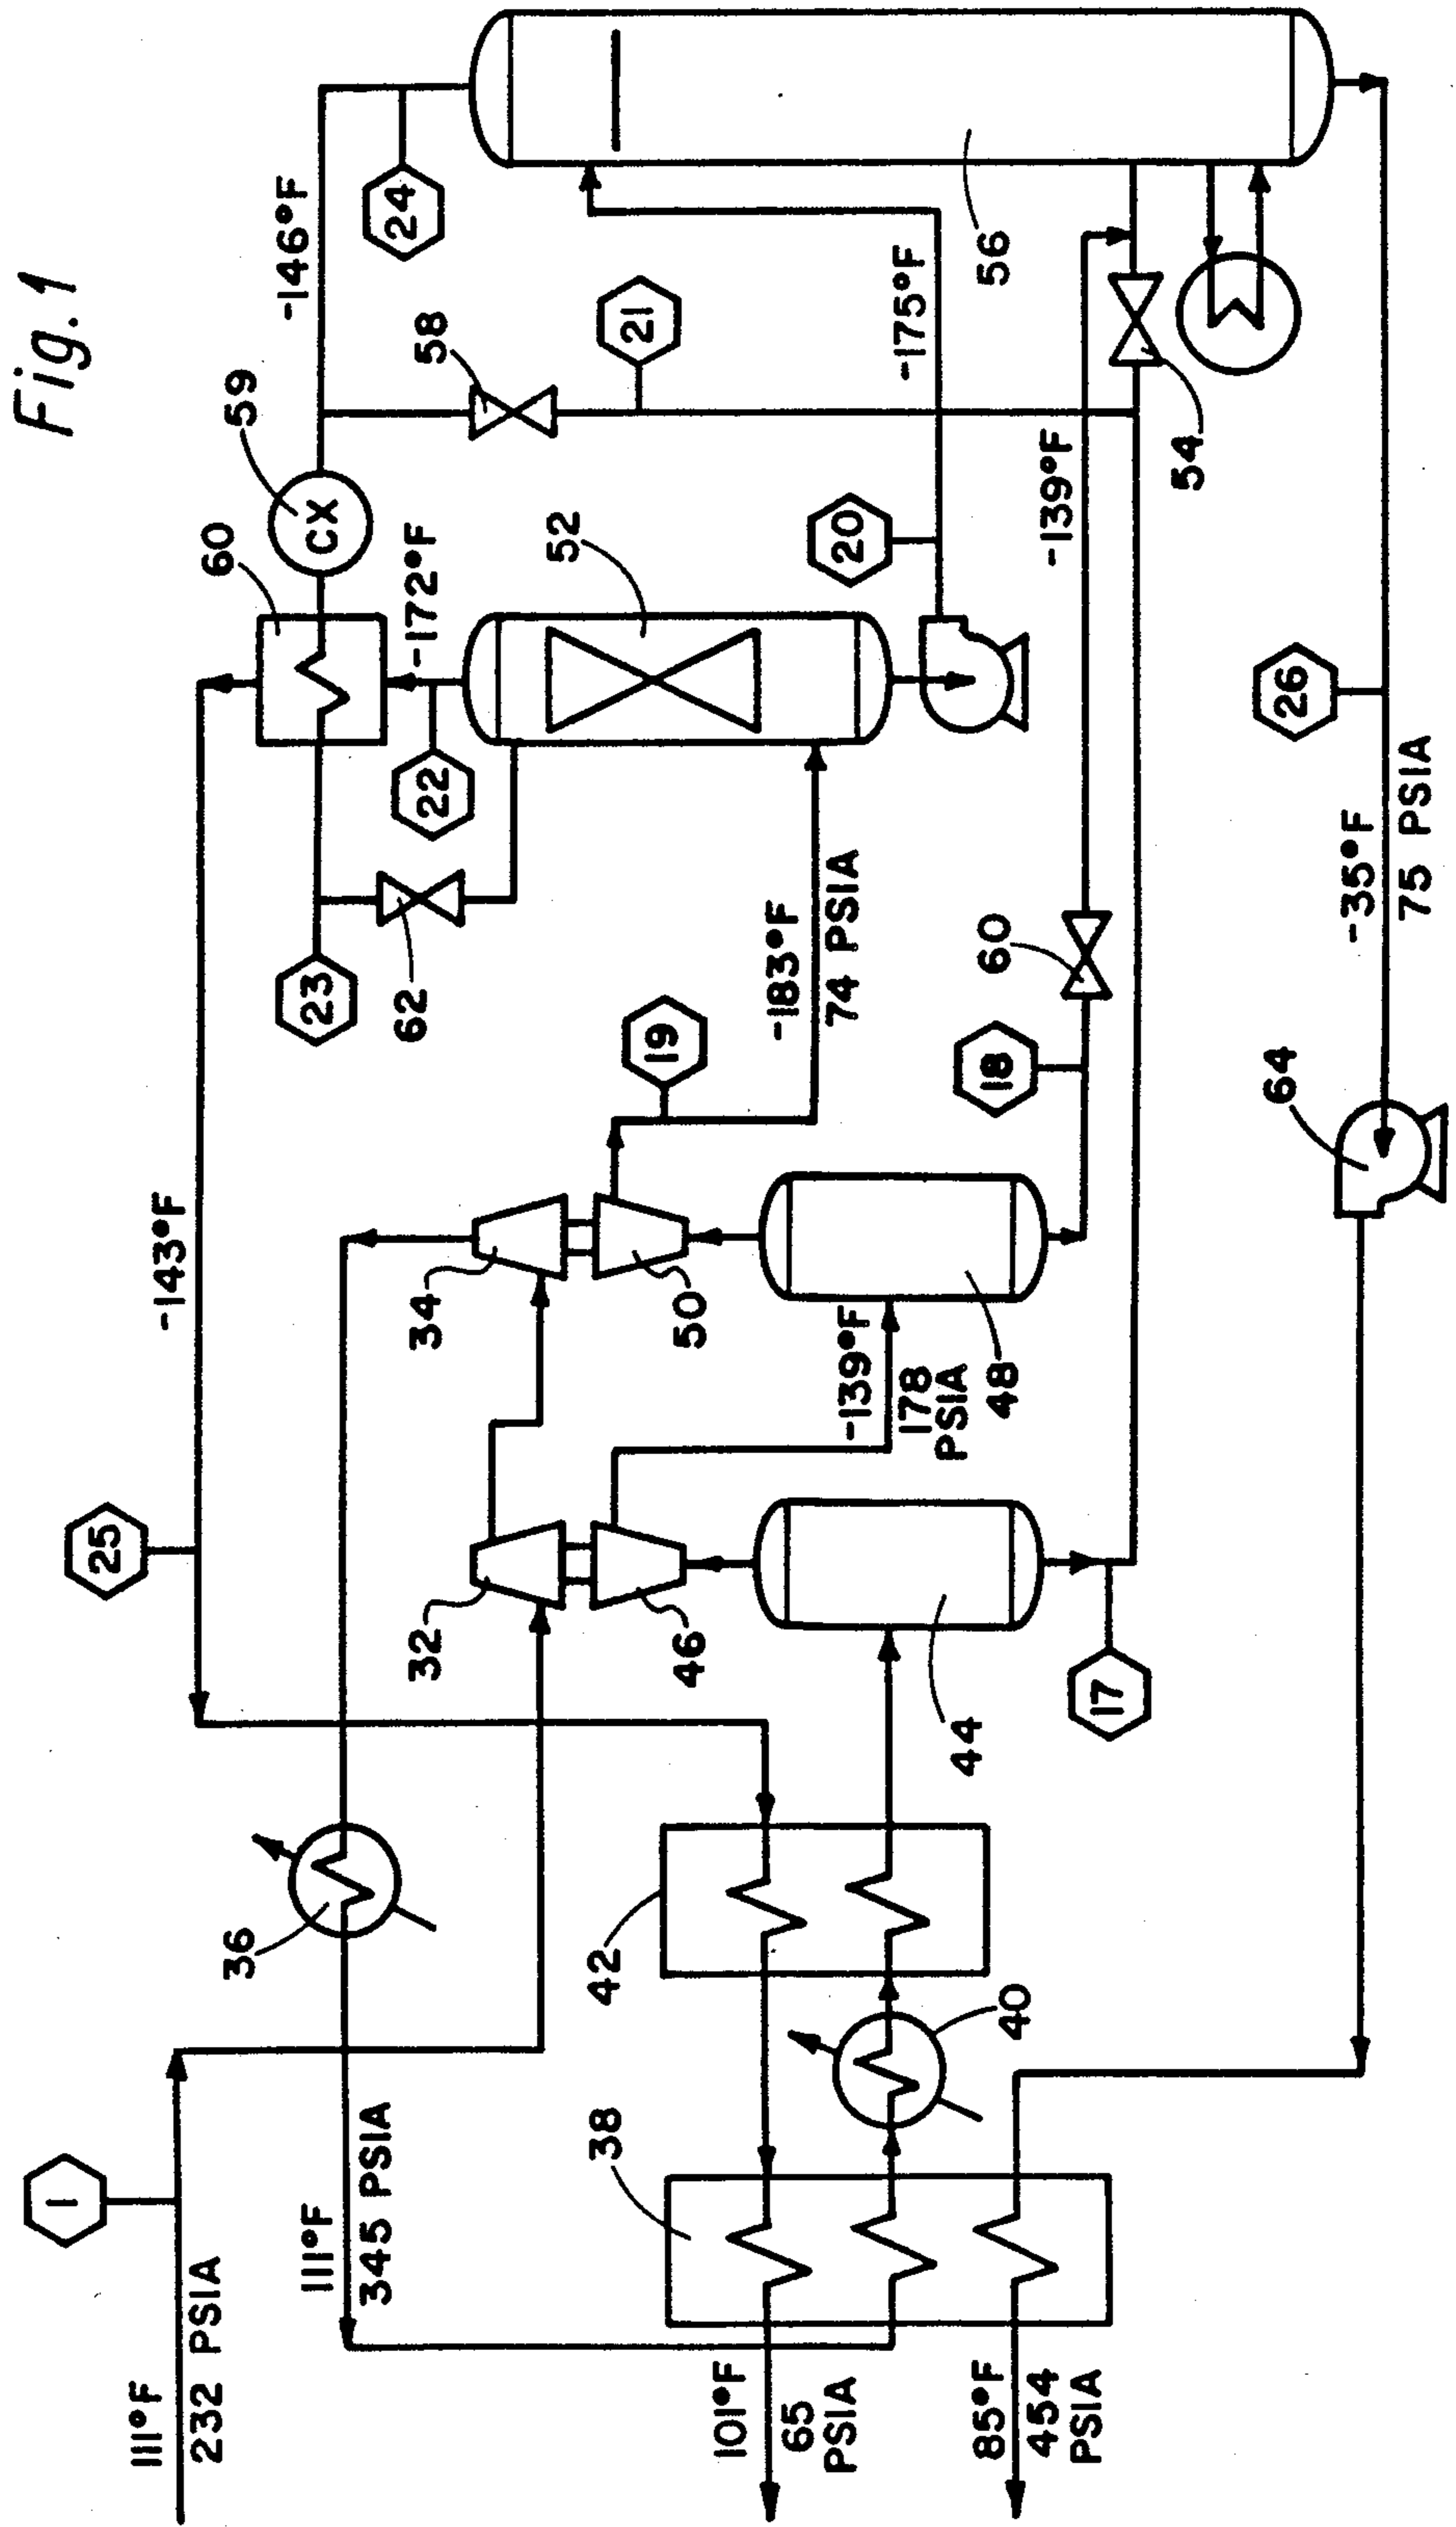 Fig. 1
1
111°F
232 PSIA
111°F
345 PSIA
36
25
-143°F
60
59
CX
-146°F
24
23
62
22
-172°F
58
21
32
34
46
50
19
-183°F
74 PSIA
52
20
-175°F
56
38
42
40
44
17
-139°F
178
PSIA
48
18
60
-139°F
54
101°F
65
PSIA
85°F
454
PSIA
64
26
-35°F
75 PSIA